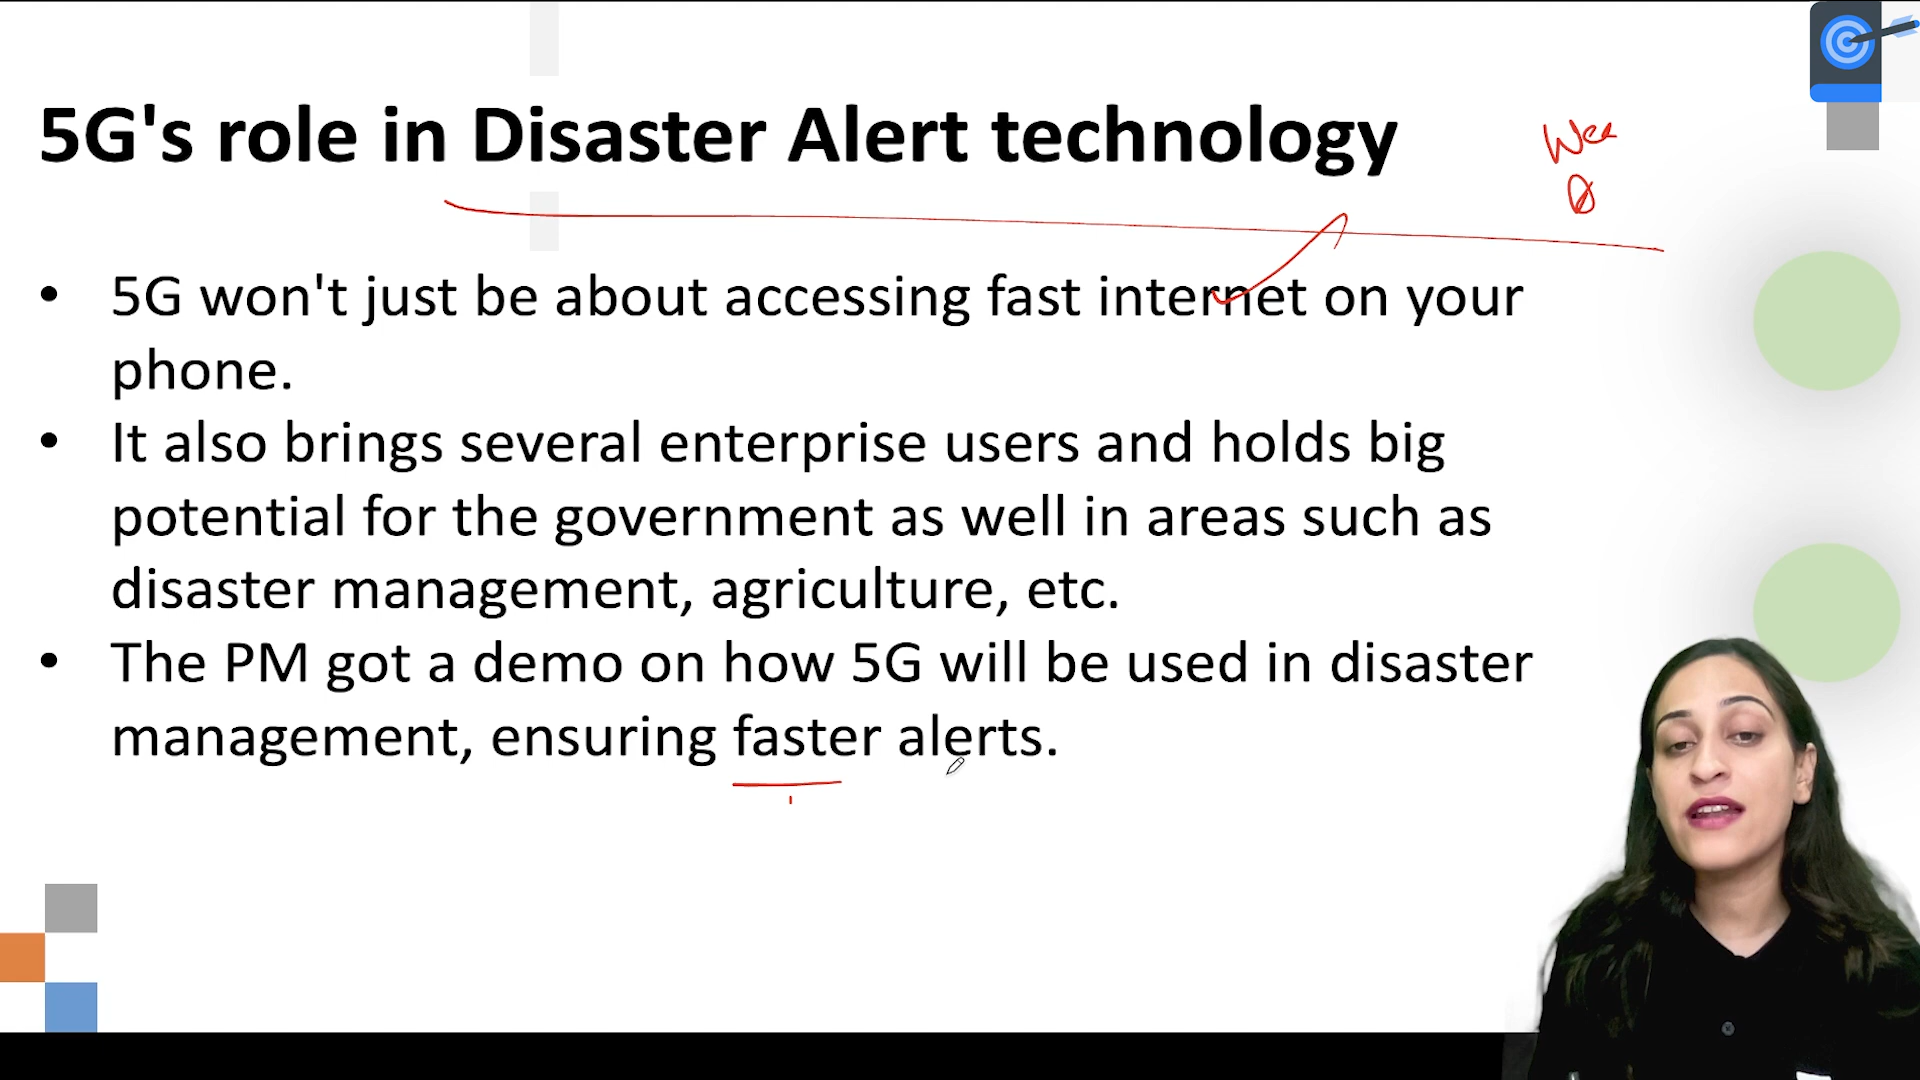 5G's role in Disaster Alert technology
Wea
• 5G won't just be about accessing fast internet on your
phone.
• It also brings several enterprise users and holds big
potential for the government as well in areas such as
disaster management, agriculture, etc.
• The PM got a demo on how 5G will be used in disaster
management, ensuring faster alerts.